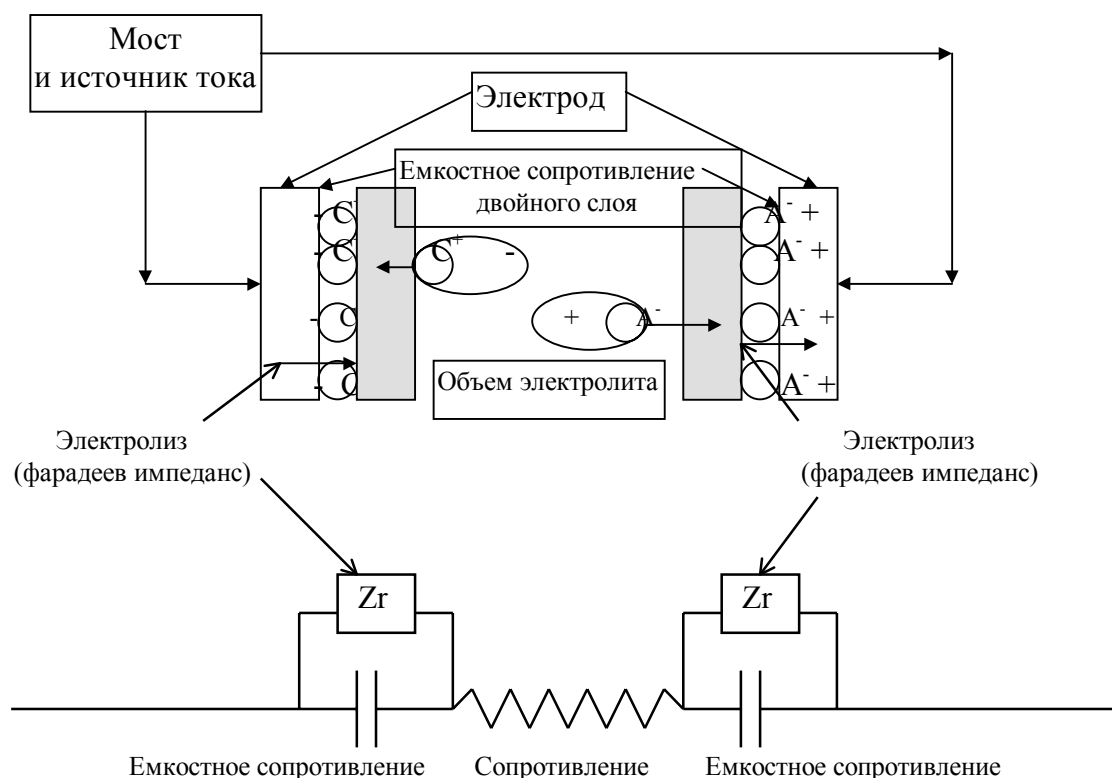 Мост
и источник тока
Электрод
Емкостное сопротивление
двойного слоя
- C⁺ A⁻ +
- C⁺ C⁺ - A⁻ +
- C + A⁻ A⁻ +
- C A⁻ +
Объем электролита
Электролиз
(фарадеев импеданс)
Электролиз
(фарадеев импеданс)
Zr Zr
Емкостное сопротивление Сопротивление Емкостное сопротивление